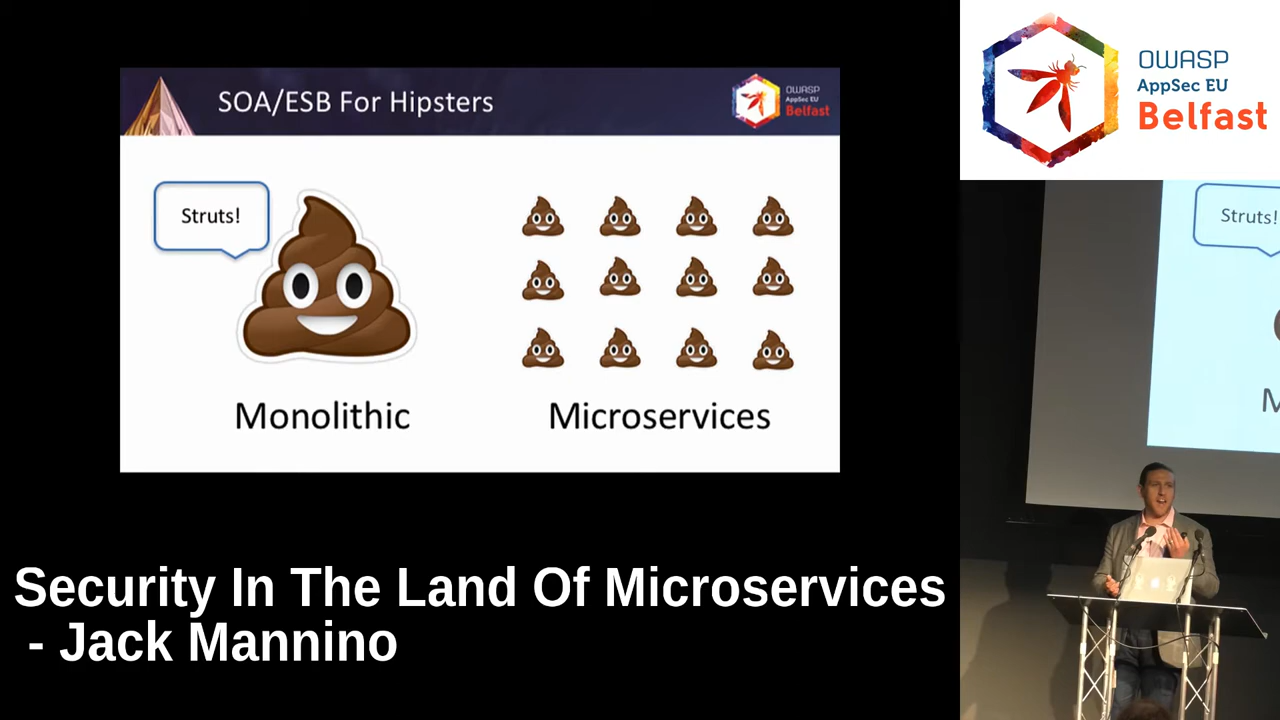 SOA/ESB For Hipsters
OWASP
AppSec EU
Belfast
Struts!
Monolithic
Microservices
Security In The Land Of Microservices
- Jack Mannino
OWASP
AppSec EU
Belfast
Struts!
M